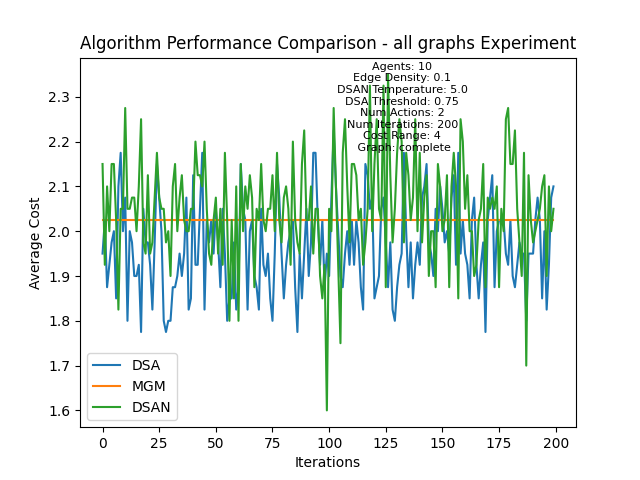 Algorithm Performance Comparison - all graphs Experiment
Agents: 10
Edge Density: 0.1
DSAN Temperature: 5.0
DSA Threshold: 0.75
Num Actions: 2
Num Iterations: 200
Cost Range: 4
Graph: complete
Average Cost
2.3
2.2
2.1
2.0
1.9
1.8
1.7
1.6
DSA
MGM
DSAN
0 25 50 75 100 125 150 175 200
Iterations